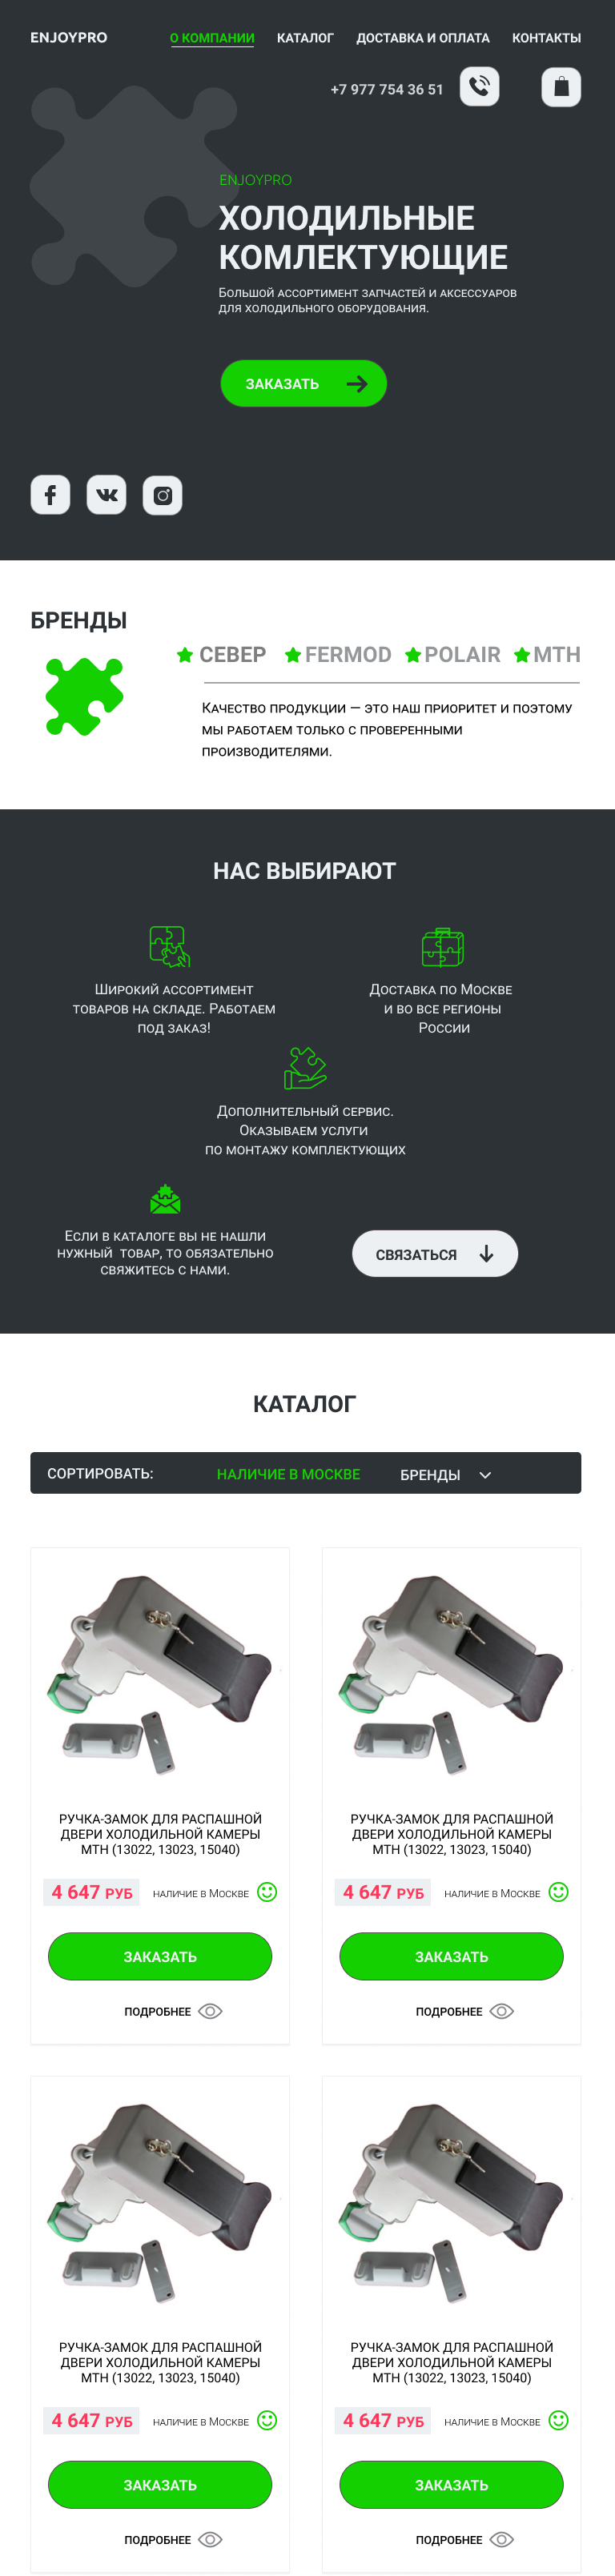 ENJOYPRO О КОМПАНИИ КАТАЛОГ ДОСТАВКА И ОПЛАТА КОНТАКТЫ
+7 977 754 36 51
ENJOYPRO
ХОЛОДИЛЬНЫЕ
КОМЛЕКТУЮЩИЕ
Большой ассортимент запчастей и аксессуаров
для холодильного оборудования.
ЗАКАЗАТЬ
БРЕНДЫ
СЕВЕР FERMOD POLAIR МТН
Качество продукции — это наш приоритет и поэтому
мы работаем только с проверенными
производителями.
НАС ВЫБИРАЮТ
Широкий ассортимент
товаров на складе. Работаем
под заказ!
Доставка по Москве
и во все регионы
России
Дополнительный сервис.
Оказываем услуги
по монтажу комплектующих
Если в каталоге вы не нашли
нужный товар, то обязательно
свяжитесь с нами.
СВЯЗАТЬСЯ
КАТАЛОГ
СОРТИРОВАТЬ: НАЛИЧИЕ В МОСКВЕ БРЕНДЫ
РУЧКА-ЗАМОК ДЛЯ РАСПАШНОЙ
ДВЕРИ ХОЛОДИЛЬНОЙ КАМЕРЫ
МТН (13022, 13023, 15040)
4 647 РУБ наличие в Москве
ЗАКАЗАТЬ
ПОДРОБНЕЕ
РУЧКА-ЗАМОК ДЛЯ РАСПАШНОЙ
ДВЕРИ ХОЛОДИЛЬНОЙ КАМЕРЫ
МТН (13022, 13023, 15040)
4 647 РУБ наличие в Москве
ЗАКАЗАТЬ
ПОДРОБНЕЕ
РУЧКА-ЗАМОК ДЛЯ РАСПАШНОЙ
ДВЕРИ ХОЛОДИЛЬНОЙ КАМЕРЫ
МТН (13022, 13023, 15040)
4 647 РУБ наличие в Москве
ЗАКАЗАТЬ
ПОДРОБНЕЕ
РУЧКА-ЗАМОК ДЛЯ РАСПАШНОЙ
ДВЕРИ ХОЛОДИЛЬНОЙ КАМЕРЫ
МТН (13022, 13023, 15040)
4 647 РУБ наличие в Москве
ЗАКАЗАТЬ
ПОДРОБНЕЕ